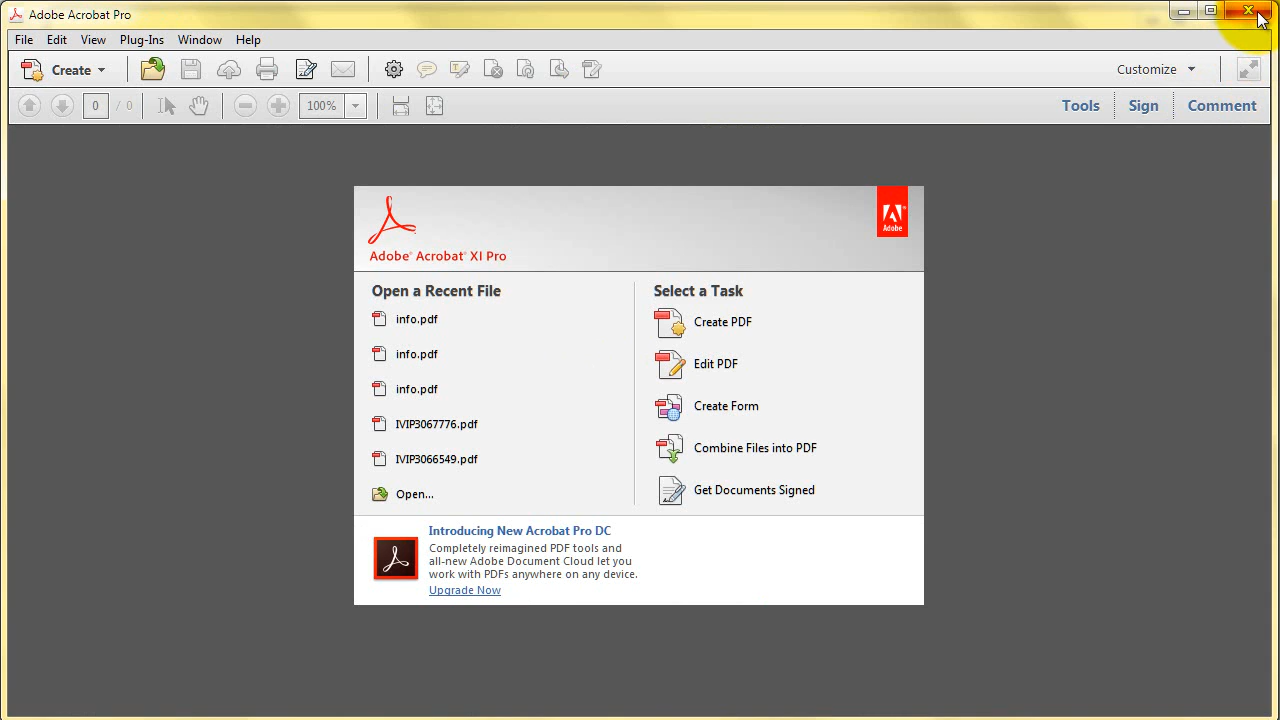 Adobe Acrobat Pro
File Edit View Plug-Ins Window Help
Create Customize
0 / 0 100% Tools Sign Comment
Adobe
Adobe® Acrobat® XI Pro
Open a Recent File
info.pdf
info.pdf
info.pdf
IVIP3067776.pdf
IVIP3066549.pdf
Open...
Select a Task
Create PDF
Edit PDF
Create Form
Combine Files into PDF
Get Documents Signed
Introducing New Acrobat Pro DC
Completely reimagined PDF tools and
all-new Adobe Document Cloud let you
work with PDFs anywhere on any device.
Upgrade Now